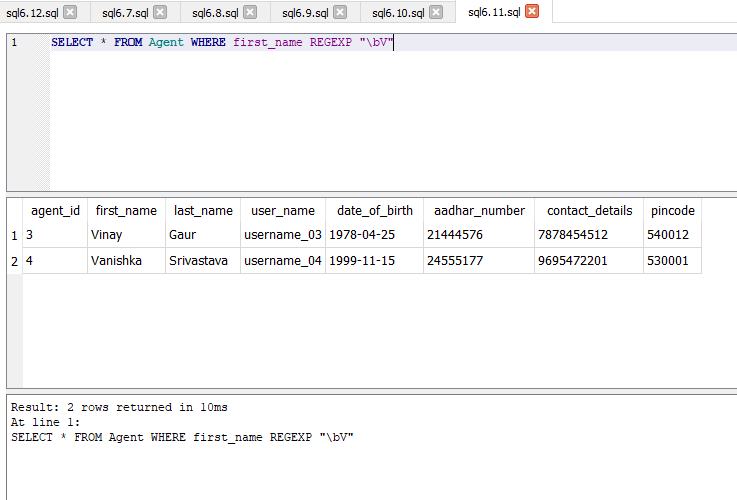 sql6.12.sql sql6.7.sql sql6.8.sql sql6.9.sql sql6.10.sql sql6.11.sql
1 SELECT * FROM Agent WHERE first_name REGEXP "\bV"
agent_id first_name last_name user_name date_of_birth aadhar_number contact_details pincode
1 3 Vinay Gaur username_03 1978-04-25 21444576 7878454512 540012
2 4 Vanishka Srivastava username_04 1999-11-15 24555177 9695472201 530001
Result: 2 rows returned in 10ms
At line 1:
SELECT * FROM Agent WHERE first_name REGEXP "\bV"